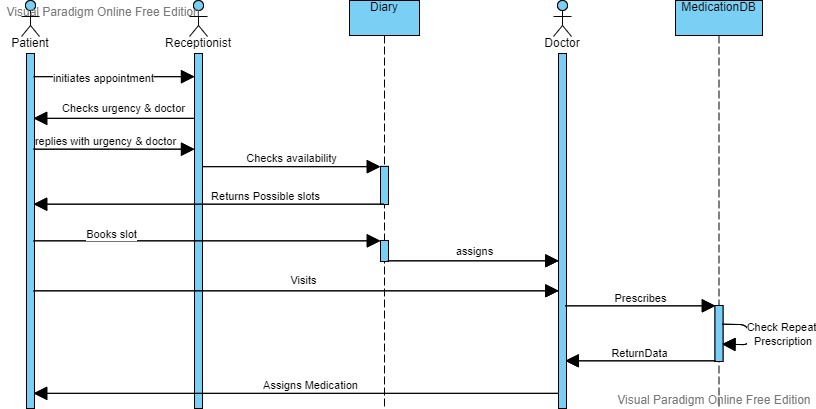 Visual Paradigm Online Free Edition
Diary
MedicationDB
Patient
Receptionist
Doctor
initiates appointment
Checks urgency & doctor
replies with urgency & doctor
Checks availability
Returns Possible slots
Books slot
assigns
Visits
Prescribes
Check Repeat
Prescription
ReturnData
Assigns Medication
Visual Paradigm Online Free Edition